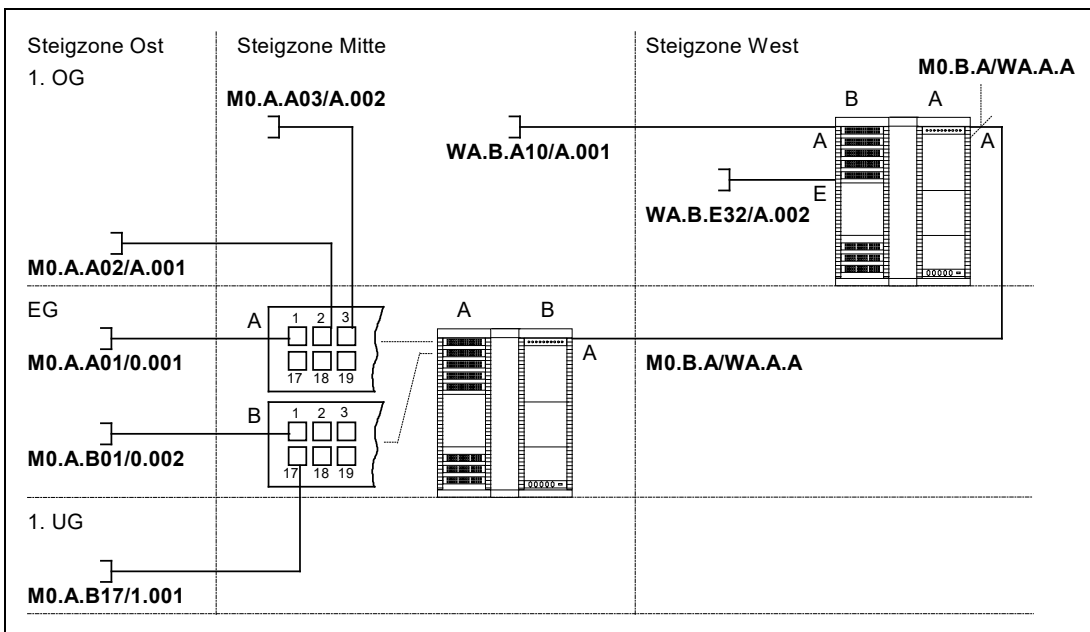 Steigzone Ost
Steigzone Mitte
Steigzone West
1. OG
M0.B.A/WA.A.A
M0.A.A03/A.002
B A
A
A
WA.B.A10/A.001
E
WA.B.E32/A.002
M0.A.A02/A.001
EG
A
1 2 3
A B
M0.A.A01/0.001
17 18 19
A
M0.B.A/WA.A.A
B
1 2 3
M0.A.B01/0.002
17 18 19
1. UG
M0.A.B17/1.001